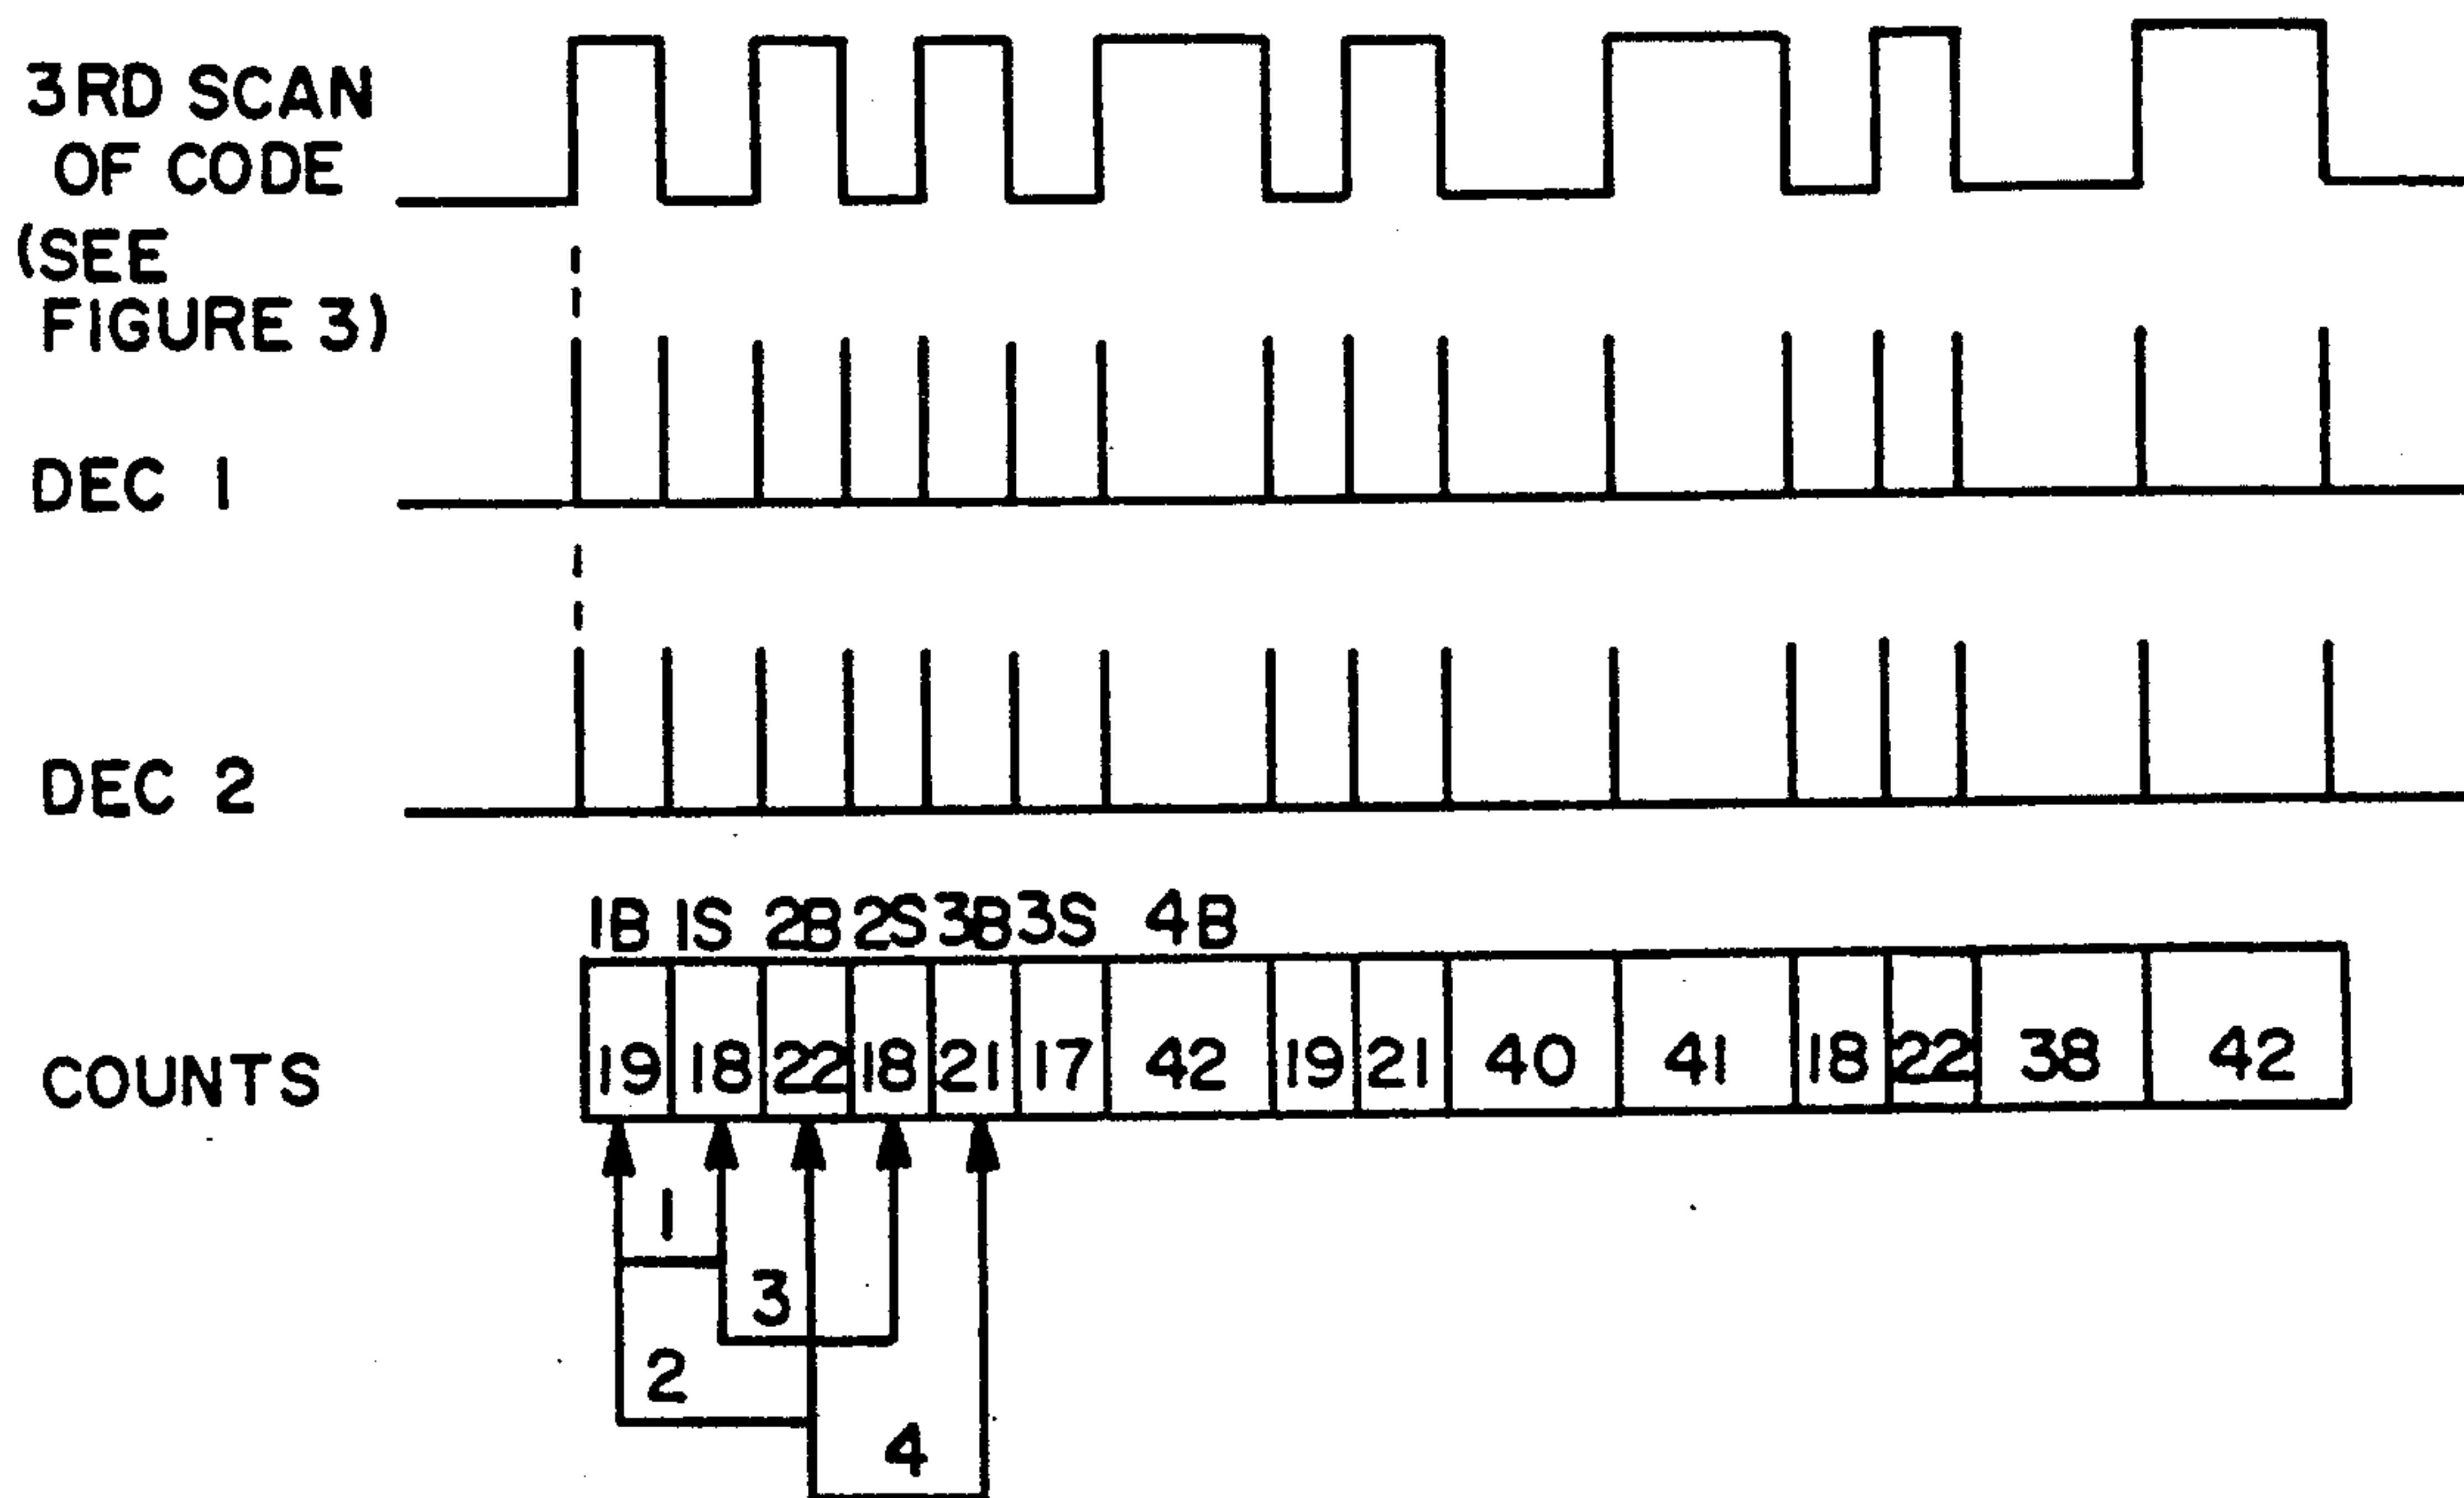 3RD SCAN
OF CODE
(SEE
FIGURE 3)
DEC 1
DEC 2
1B 1S 2B 2S 3B 3S 4B
COUNTS 19 18 22 18 21 17 42 19 21 40 41 18 22 38 42
1
3
2
4